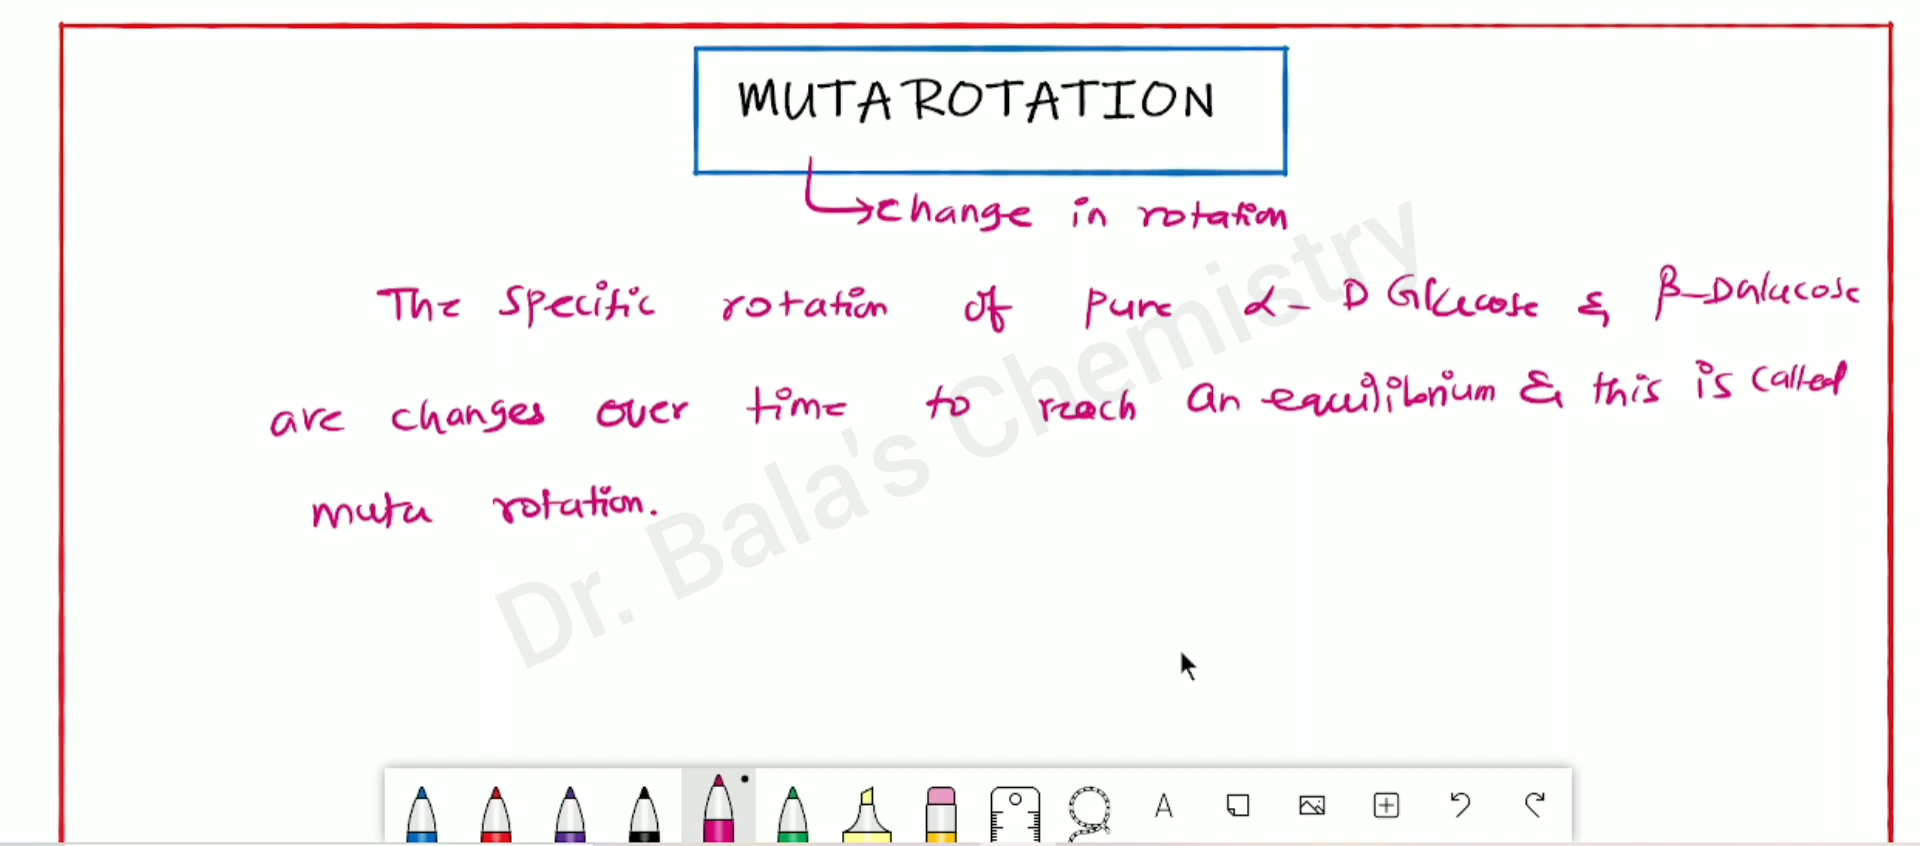 MUTAROTATION
change in rotation
The specific rotation of pure α- D Glucose & β-D Glucose
are changes over time to reach an equilibrium & this is called
muta rotation.
Dr. Bala's Chemistry
A